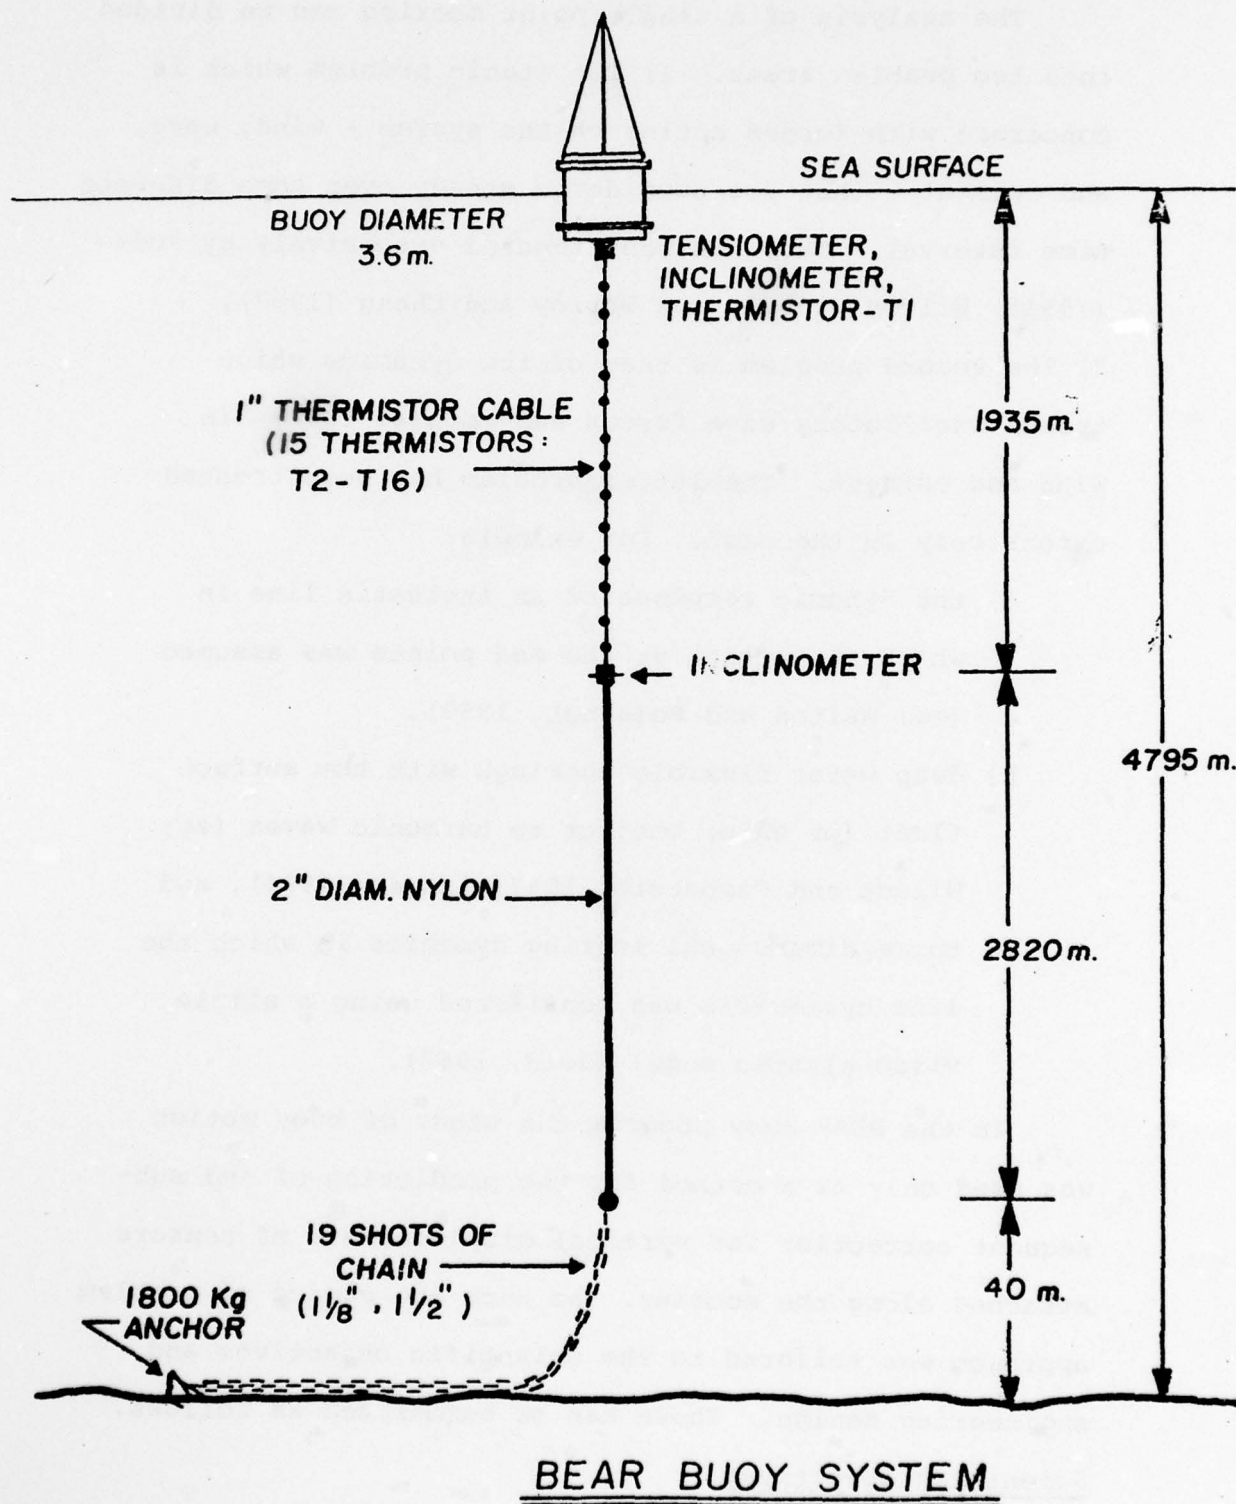 SEA SURFACE
BUOY DIAMETER
3.6 m.
TENSIOMETER,
INCLINOMETER,
THERMISTOR-T1
1" THERMISTOR CABLE
(15 THERMISTORS:
T2-T16)
1935 m.
INCLINOMETER
4795 m.
2" DIAM. NYLON
2820 m.
19 SHOTS OF
CHAIN
(1 1/8", 1 1/2")
40 m.
1800 Kg
ANCHOR
BEAR BUOY SYSTEM